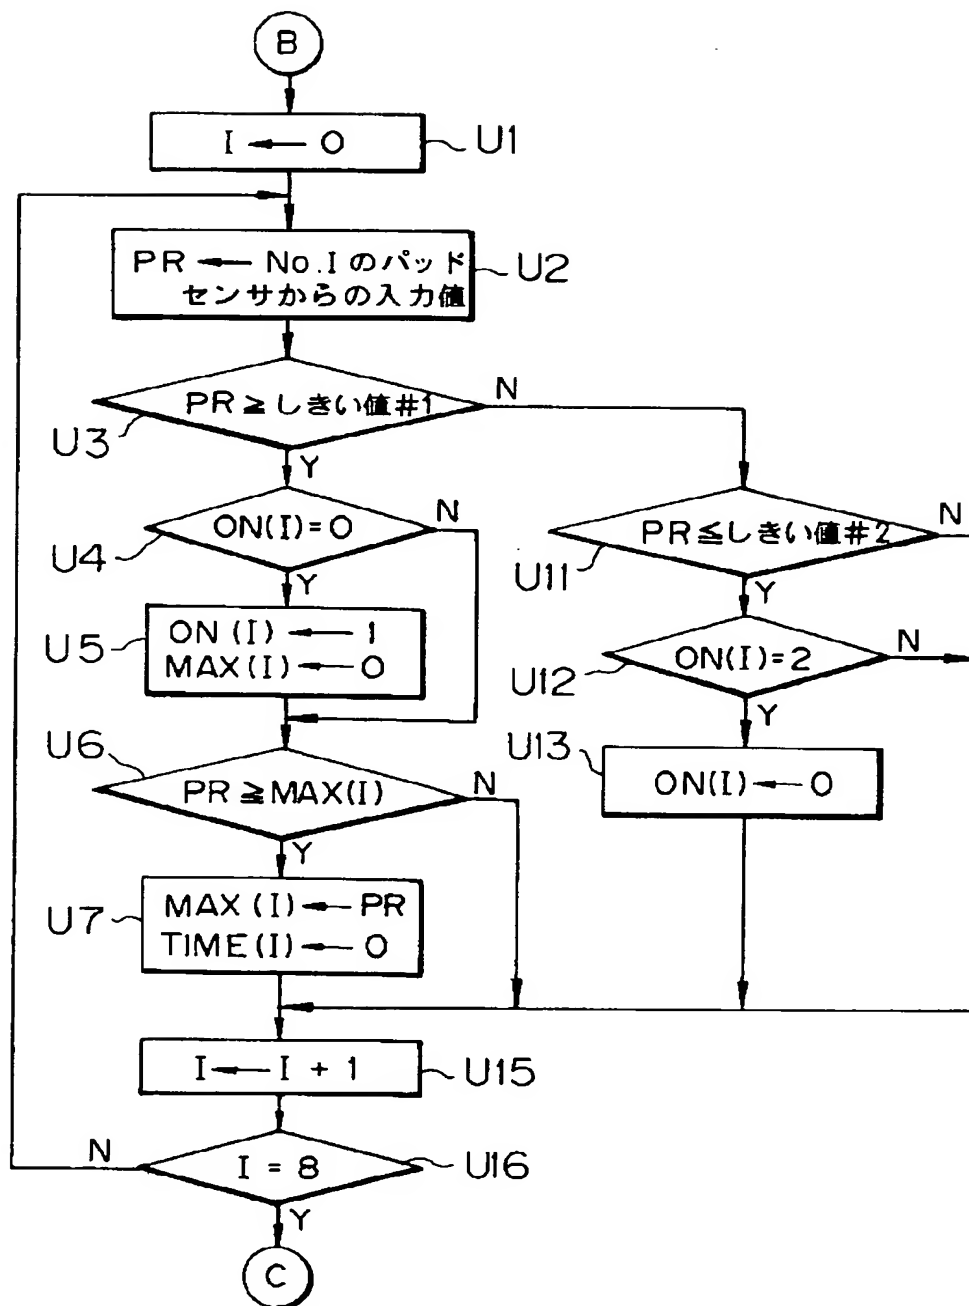 B
I ← 0
U1
PR ← No.Iのパッド
センサからの入力値
U2
PR≧しきい値#1
N
U3
Y
ON(I)=0
N
U4
Y
ON(I) ← 1
MAX(I) ← 0
U5
U6
PR≧MAX(I)
N
Y
MAX(I) ← PR
TIME(I) ← 0
U7
PR≦しきい値#2
N
U11
Y
ON(I)=2
N
U12
Y
U13
ON(I) ← 0
I ← I + 1
U15
N
I = 8
U16
Y
C